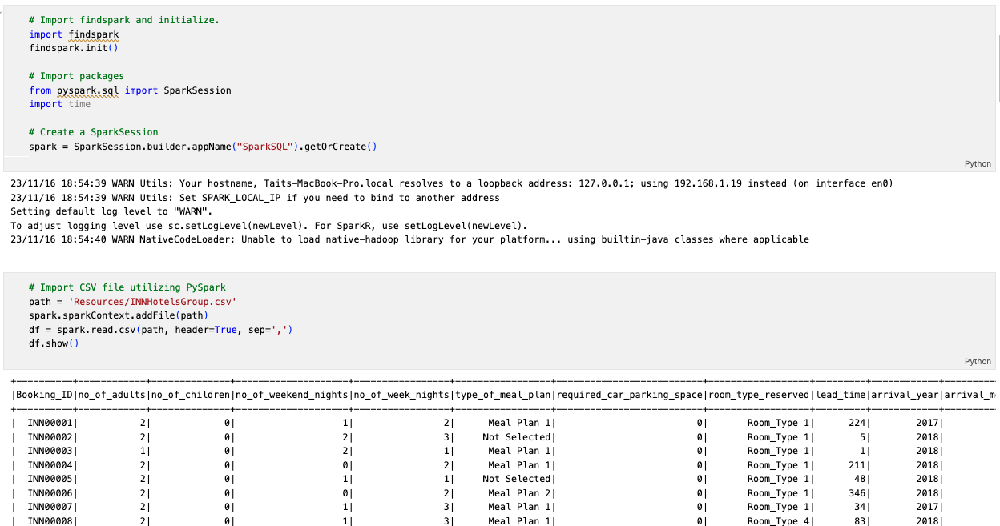 # Import findspark and initialize.
import findspark
findspark.init()
# Import packages
from pyspark.sql import SparkSession
import time
# Create a SparkSession
spark = SparkSession.builder.appName("SparkSQL").getOrCreate()
Python
23/11/16 18:54:39 WARN Utils: Your hostname, Taits-MacBook-Pro.local resolves to a loopback address: 127.0.0.1; using 192.168.1.19 instead (on interface en0)
23/11/16 18:54:39 WARN Utils: Set SPARK_LOCAL_IP if you need to bind to another address
Setting default log level to "WARN".
To adjust logging level use sc.setLogLevel(newLevel). For SparkR, use setLogLevel(newLevel).
23/11/16 18:54:40 WARN NativeCodeLoader: Unable to load native-hadoop library for your platform... using builtin-java classes where applicable
# Import CSV file utilizing PySpark
path = 'Resources/INNHotelsGroup.csv'
spark.sparkContext.addFile(path)
df = spark.read.csv(path, header=True, sep=',')
df.show()
Python
+----------+------------+--------------+--------------------+-----------------+-----------------+--------------------------+------------------+---------+------------+---------
|Booking_ID|no_of_adults|no_of_children|no_of_weekend_nights|no_of_week_nights|type_of_meal_plan|required_car_parking_space|room_type_reserved|lead_time|arrival_year|arrival_m
+----------+------------+--------------+--------------------+-----------------+-----------------+--------------------------+------------------+---------+------------+---------
|  INN00001|           2|             0|                   1|                2|      Meal Plan 1|                         0|       Room_Type 1|      224|        2017|
|  INN00002|           2|             0|                   2|                3|     Not Selected|                         0|       Room_Type 1|        5|        2018|
|  INN00003|           1|             0|                   2|                1|      Meal Plan 1|                         0|       Room_Type 1|        1|        2018|
|  INN00004|           2|             0|                   0|                2|      Meal Plan 1|                         0|       Room_Type 1|      211|        2018|
|  INN00005|           2|             0|                   1|                1|     Not Selected|                         0|       Room_Type 1|       48|        2018|
|  INN00006|           2|             0|                   0|                2|      Meal Plan 2|                         0|       Room_Type 1|      346|        2018|
|  INN00007|           2|             0|                   1|                3|      Meal Plan 1|                         0|       Room_Type 1|       34|        2017|
|  INN00008|           2|             0|                   1|                3|      Meal Plan 1|                         0|       Room_Type 4|       83|        2018|